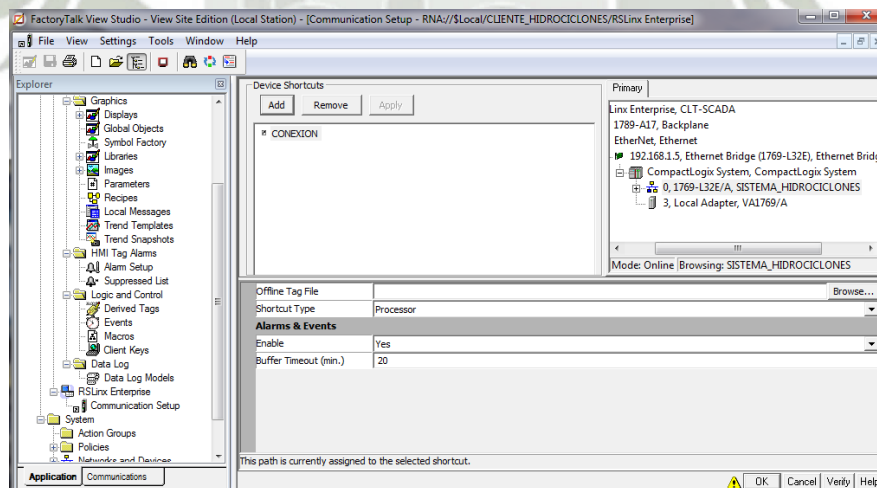 FactoryTalk View Studio - View Site Edition (Local Station) - [Communication Setup - RNA://$Local/CLIENTE_HIDROCICLONES/RSLinx Enterprise]
File View Settings Tools Window Help
Explorer
Graphics
Displays
Global Objects
Symbol Factory
Libraries
Images
Parameters
Recipes
Local Messages
Trend Templates
Trend Snapshots
HMI Tag Alarms
Alarm Setup
Suppressed List
Logic and Control
Derived Tags
Events
Macros
Client Keys
Data Log
Data Log Models
RSLinx Enterprise
Communication Setup
System
Action Groups
Policies
Networks and Devices
Application Communications
Device Shortcuts
Add Remove Apply
CONEXION
Primary
Linx Enterprise, CLT-SCADA
1789-A17, Backplane
EtherNet, Ethernet
192.168.1.5, Ethernet Bridge (1769-L32E), Ethernet Bridg
CompactLogix System, CompactLogix System
0, 1769-L32E/A, SISTEMA_HIDROCICLONES
3, Local Adapter, VA1769/A
Mode: Online Browsing: SISTEMA_HIDROCICLONES
Offline Tag File Browse...
Shortcut Type Processor
Alarms & Events
Enable Yes
Buffer Timeout (min.) 20
This path is currently assigned to the selected shortcut.
OK Cancel Verify Help